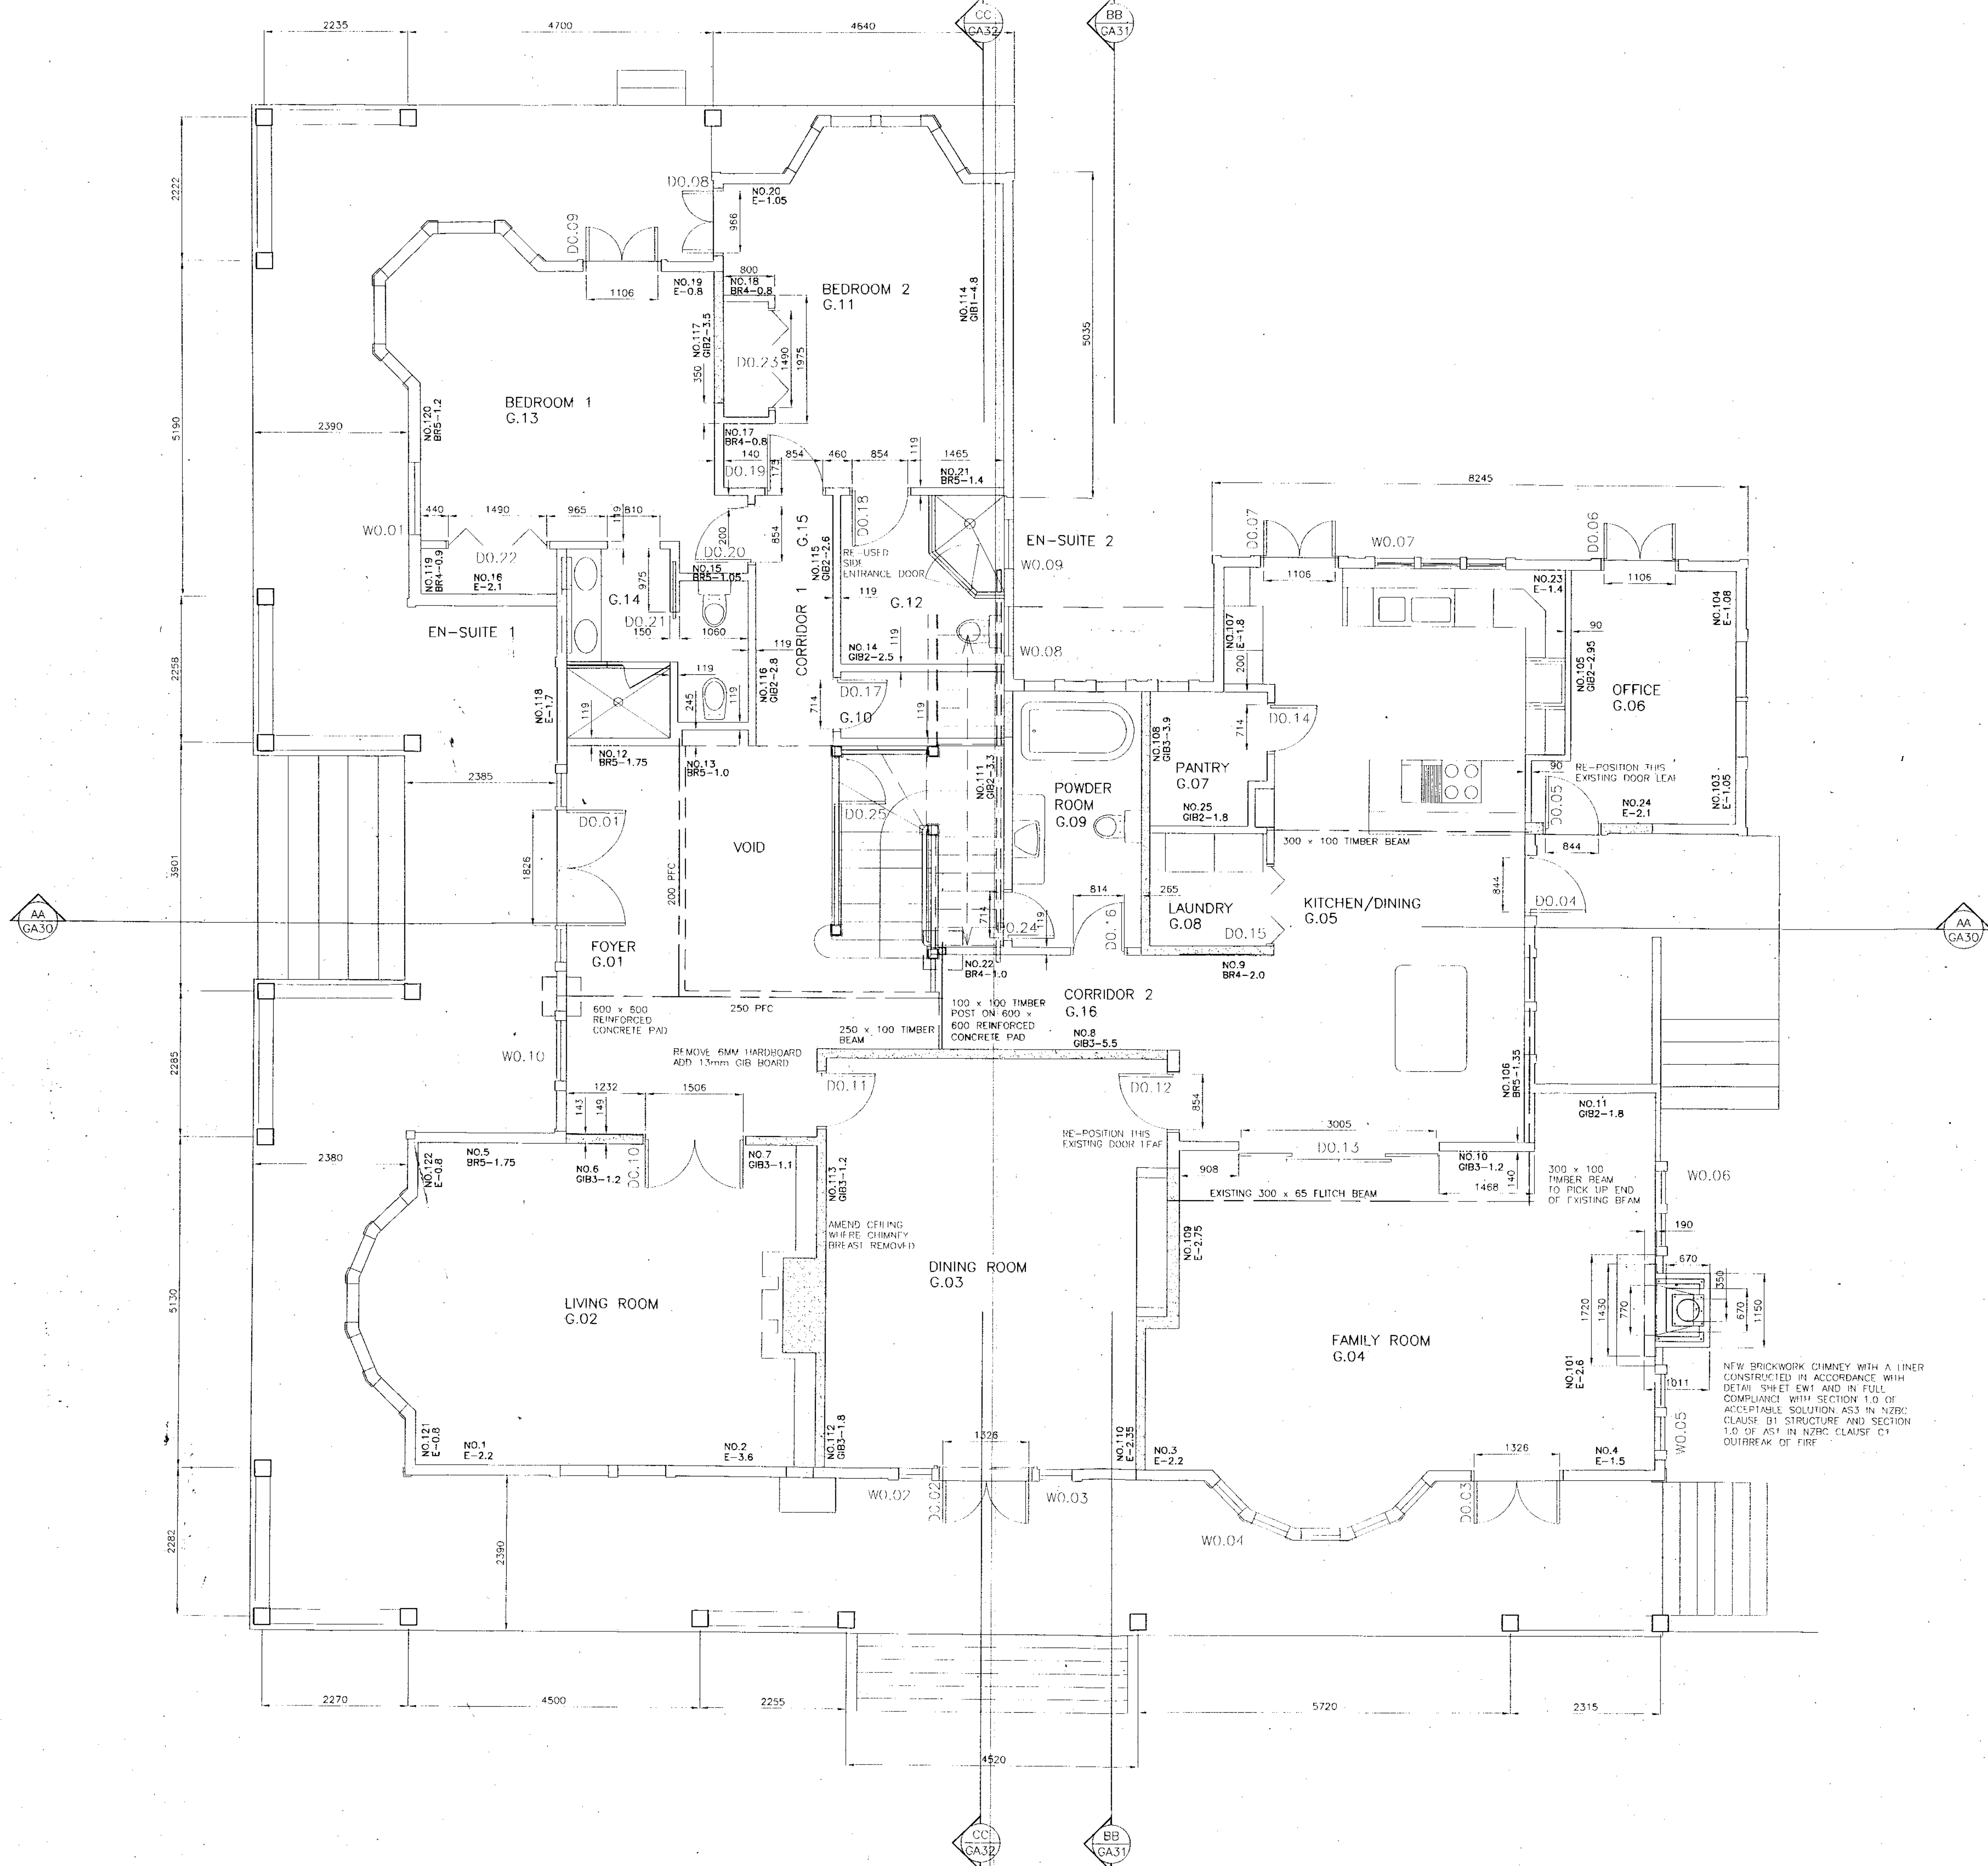 CC
GA32
BB
GA31
2235
4700
4640
2222
5190
2258
3901
2285
5130
2282
D0.08
NO.20
E-1.05
966
D0.09
1106
NO.19
E-0.8
800
NO.18
BR4-0.8
BEDROOM 2
G.11
NO.114
GIB1-4.8
5035
NO.117
GIB2-3.5
350
D0.23
1490
1975
BEDROOM 1
G.13
NO.120
BR5-1.2
2390
NO.17
BR4-0.8
140
854
460
854
119
1465
D0.19
175
NO.21
BR5-1.4
8245
W0.01
440
1490
965
119
810
D0.22
NO.119
BR4-0.9
NO.16
E-2.1
200
D0.20
854
G.15
NO.115
GIB2-2.6
D0.18
RE-USED
SIDE
ENTRANCE DOOR
EN-SUITE 2
W0.09
D0.07
W0.07
D0.06
1106
1106
NO.23
E-1.4
NO.104
E-1.08
NO.15
BR5-1.05
975
G.14
D0.21
150
1060
EN-SUITE 1
119
G.12
119
NO.14
GIB2-2.5
CORRIDOR 1
119
NO.116
GIB2-2.8
W0.08
NO.107
E-1.8
200
90
NO.105
GIB2-2.95
OFFICE
G.06
NO.118
E-1.7
119
119
245
119
D0.17
714
G.10
119
714
D0.14
NO.12
BR5-1.75
NO.13
BR5-1.0
2385
NO.111
GIB2-3.3
NO.108
GIB3-3.9
PANTRY
G.07
NO.25
GIB2-1.8
POWDER
ROOM
G.09
90
RE-POSITION THIS
EXISTING DOOR LEAF
D0.05
NO.24
E-2.1
NO.103
E-1.05
D0.01
1826
D0.25
VOID
200 PFC
300 x 100 TIMBER BEAM
844
844
D0.04
AA
GA30
AA
GA30
714
D0.24
119
814
D0.16
265
LAUNDRY
G.08
D0.15
KITCHEN/DINING
G.05
FOYER
G.01
NO.22
BR4-1.0
NO.9
BR4-2.0
600 x 600
REINFORCED
CONCRETE PAD
250 PFC
250 x 100 TIMBER
BEAM
100 x 100 TIMBER
POST ON 600 x
600 REINFORCED
CONCRETE PAD
CORRIDOR 2
G.16
NO.8
GIB3-5.5
W0.10
REMOVE 6MM HARDBOARD
ADD 13mm GIB BOARD
1232
1506
143
149
D0.11
D0.12
854
NO.106
BR5-1.35
NO.11
GIB2-1.8
RE-POSITION THIS
EXISTING DOOR LEAF
3005
D0.13
2380
NO.122
E-0.8
NO.5
BR5-1.75
NO.6
GIB3-1.2
D0.10
NO.7
GIB3-1.1
NO.113
GIB3-1.2
908
NO.10
GIB3-1.2
1468
140
300 x 100
TIMBER BEAM
TO PICK UP END
OF EXISTING BEAM
W0.06
EXISTING 300 x 65 FLITCH BEAM
AMEND CEILING
WHERE CHIMNEY
BREAST REMOVED
NO.109
E-2.75
190
670
DINING ROOM
G.03
LIVING ROOM
G.02
FAMILY ROOM
G.04
1720
1430
770
350
670
1150
NO.101
E-2.6
1011
NEW BRICKWORK CHIMNEY WITH A LINER
CONSTRUCTED IN ACCORDANCE WITH
DETAIL SHEET EW1 AND IN FULL
COMPLIANCE WITH SECTION 1.0 OF
ACCEPTABLE SOLUTION AS3 IN NZBC
CLAUSE B1 STRUCTURE AND SECTION
1.0 OF AS1 IN NZBC CLAUSE C1
OUTBREAK OF FIRE
NO.121
E-0.8
NO.1
E-2.2
NO.2
E-3.6
NO.112
GIB3-1.8
1326
NO.110
E-2.35
NO.3
E-2.2
1326
NO.4
E-1.5
W0.05
W0.02
D0.02
W0.03
D0.03
W0.04
2390
2270
4500
2255
5720
2315
4520
CC
GA32
BB
GA31